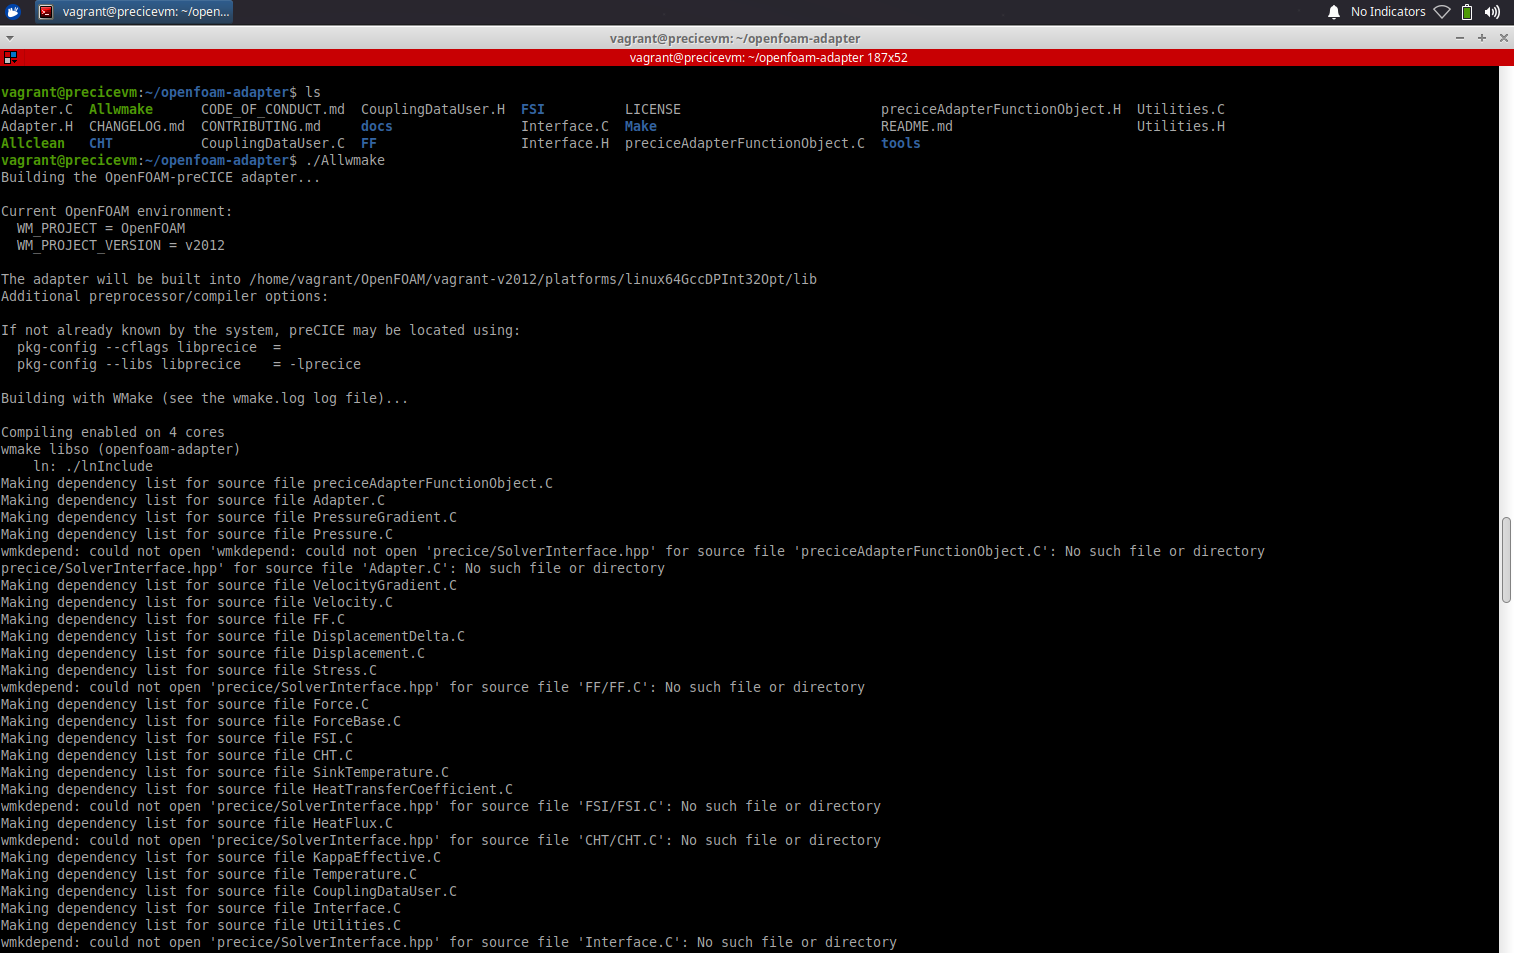 vagrant@precicevm: ~/open...
No Indicators
vagrant@precicevm: ~/openfoam-adapter
vagrant@precicevm: ~/openfoam-adapter 187x52
vagrant@precicevm:~/openfoam-adapter$ ls
Adapter.C  Allwmake      CODE_OF_CONDUCT.md  CouplingDataUser.H  FSI          LICENSE                         preciceAdapterFunctionObject.H  Utilities.C
Adapter.H  CHANGELOG.md  CONTRIBUTING.md     docs                Interface.C  Make                            README.md                       Utilities.H
Allclean   CHT           CouplingDataUser.C  FF                  Interface.H  preciceAdapterFunctionObject.C  tools
vagrant@precicevm:~/openfoam-adapter$ ./Allwmake
Building the OpenFOAM-preCICE adapter...
Current OpenFOAM environment:
  WM_PROJECT = OpenFOAM
  WM_PROJECT_VERSION = v2012
The adapter will be built into /home/vagrant/OpenFOAM/vagrant-v2012/platforms/linux64GccDPInt32Opt/lib
Additional preprocessor/compiler options:
If not already known by the system, preCICE may be located using:
  pkg-config --cflags libprecice  =
  pkg-config --libs libprecice    = -lprecice
Building with WMake (see the wmake.log log file)...
Compiling enabled on 4 cores
wmake libso (openfoam-adapter)
    ln: ./lnInclude
Making dependency list for source file preciceAdapterFunctionObject.C
Making dependency list for source file Adapter.C
Making dependency list for source file PressureGradient.C
Making dependency list for source file Pressure.C
wmkdepend: could not open 'wmkdepend: could not open 'precice/SolverInterface.hpp' for source file 'preciceAdapterFunctionObject.C': No such file or directory
precice/SolverInterface.hpp' for source file 'Adapter.C': No such file or directory
Making dependency list for source file VelocityGradient.C
Making dependency list for source file Velocity.C
Making dependency list for source file FF.C
Making dependency list for source file DisplacementDelta.C
Making dependency list for source file Displacement.C
Making dependency list for source file Stress.C
wmkdepend: could not open 'precice/SolverInterface.hpp' for source file 'FF/FF.C': No such file or directory
Making dependency list for source file Force.C
Making dependency list for source file ForceBase.C
Making dependency list for source file FSI.C
Making dependency list for source file CHT.C
Making dependency list for source file SinkTemperature.C
Making dependency list for source file HeatTransferCoefficient.C
wmkdepend: could not open 'precice/SolverInterface.hpp' for source file 'FSI/FSI.C': No such file or directory
Making dependency list for source file HeatFlux.C
wmkdepend: could not open 'precice/SolverInterface.hpp' for source file 'CHT/CHT.C': No such file or directory
Making dependency list for source file KappaEffective.C
Making dependency list for source file Temperature.C
Making dependency list for source file CouplingDataUser.C
Making dependency list for source file Interface.C
Making dependency list for source file Utilities.C
wmkdepend: could not open 'precice/SolverInterface.hpp' for source file 'Interface.C': No such file or directory